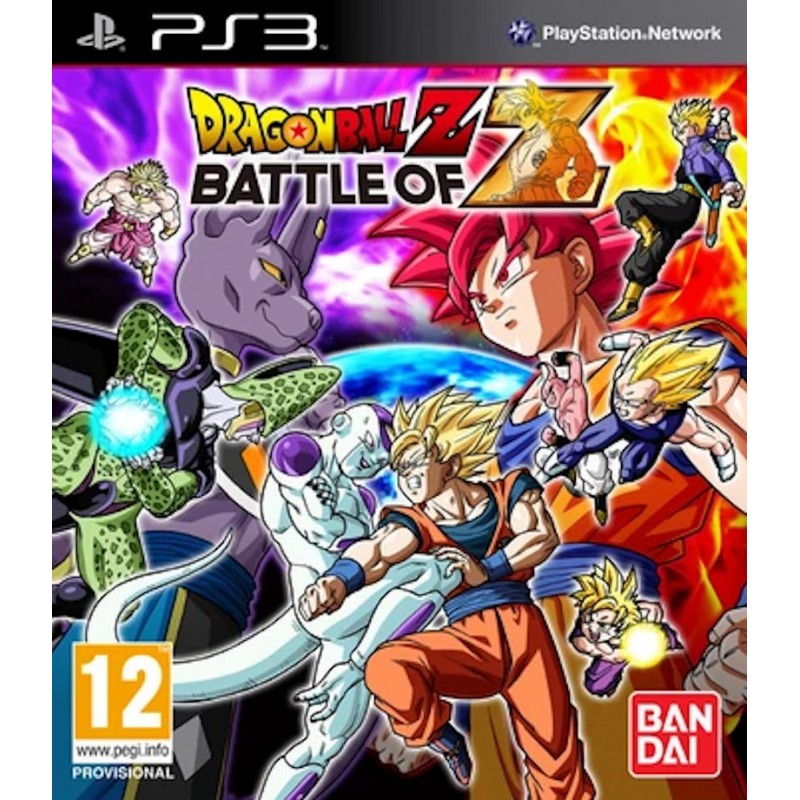 PS3
PlayStation®Network
DRAGON BALL Z
BATTLE OF Z
12
www.pegi.info
PROVISIONAL
BAN
DAI